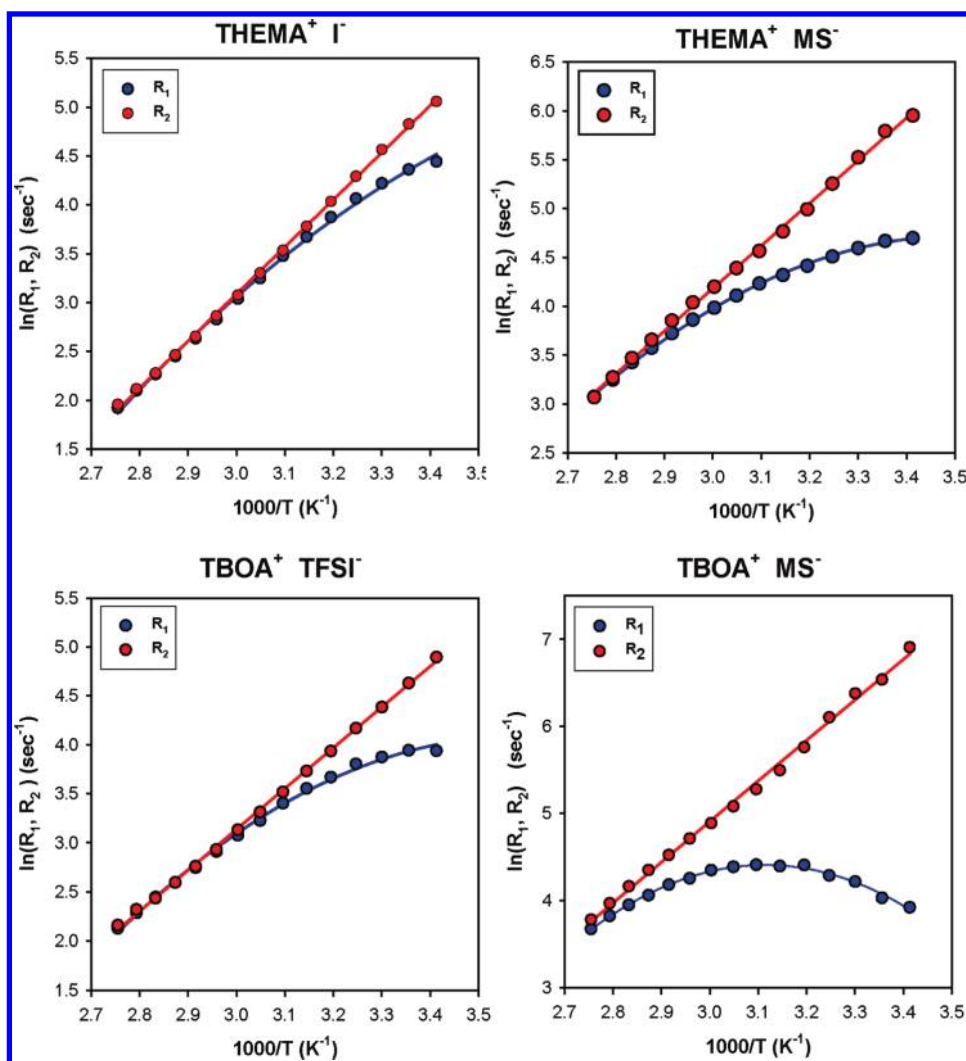 THEMA⁺ I⁻
5.5
5.0
4.5
4.0
3.5
3.0
2.5
2.0
1.5
ln(R₁, R₂) (sec⁻¹)
R₁
R₂
2.7 2.8 2.9 3.0 3.1 3.2 3.3 3.4 3.5
1000/T (K⁻¹)
THEMA⁺ MS⁻
6.5
6.0
5.5
5.0
4.5
4.0
3.5
3.0
2.5
ln(R₁, R₂) (sec⁻¹)
R₁
R₂
2.7 2.8 2.9 3.0 3.1 3.2 3.3 3.4 3.5
1000/T (K⁻¹)
TBOA⁺ TFSI⁻
5.5
5.0
4.5
4.0
3.5
3.0
2.5
2.0
1.5
ln(R₁, R₂ ) (sec⁻¹)
R₁
R₂
2.7 2.8 2.9 3.0 3.1 3.2 3.3 3.4 3.5
1000/T (K⁻¹)
TBOA⁺ MS⁻
7
6
5
4
3
ln(R₁, R₂) (sec⁻¹)
R₁
R₂
2.7 2.8 2.9 3.0 3.1 3.2 3.3 3.4 3.5
1000/T (K⁻¹)